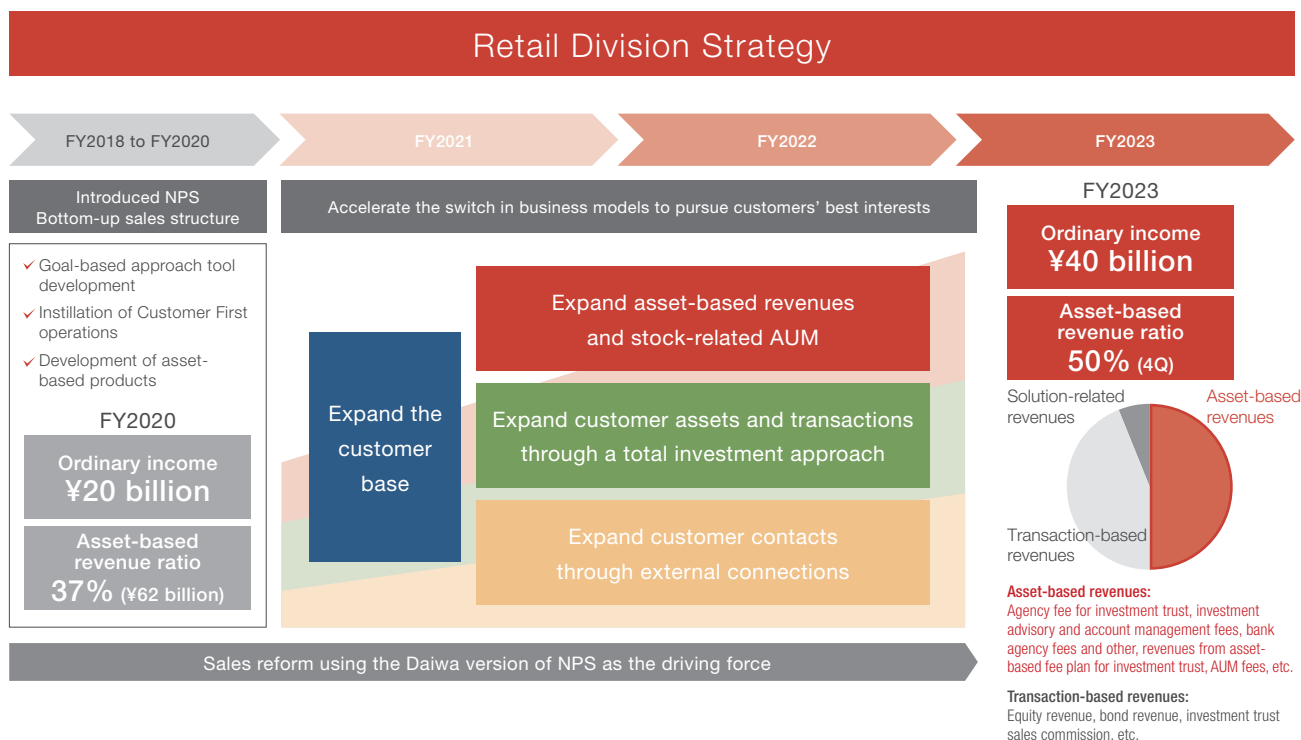 Retail Division Strategy
FY2018 to FY2020
FY2021
FY2022
FY2023
Introduced NPS
Bottom-up sales structure
Goal-based approach tool
development
Instillation of Customer First
operations
Development of asset-
based products
FY2020
Ordinary income
¥20 billion
Asset-based
revenue ratio
37% (¥62 billion)
Accelerate the switch in business models to pursue customers’ best interests
Expand the
customer
base
Expand asset-based revenues
and stock-related AUM
Expand customer assets and transactions
through a total investment approach
Expand customer contacts
through external connections
Sales reform using the Daiwa version of NPS as the driving force
FY2023
Ordinary income
¥40 billion
Asset-based
revenue ratio
50% (4Q)
Solution-related
revenues
Asset-based
revenues
Transaction-based
revenues
Asset-based revenues:
Agency fee for investment trust, investment
advisory and account management fees, bank
agency fees and other, revenues from asset-
based fee plan for investment trust, AUM fees, etc.
Transaction-based revenues:
Equity revenue, bond revenue, investment trust
sales commission, etc.